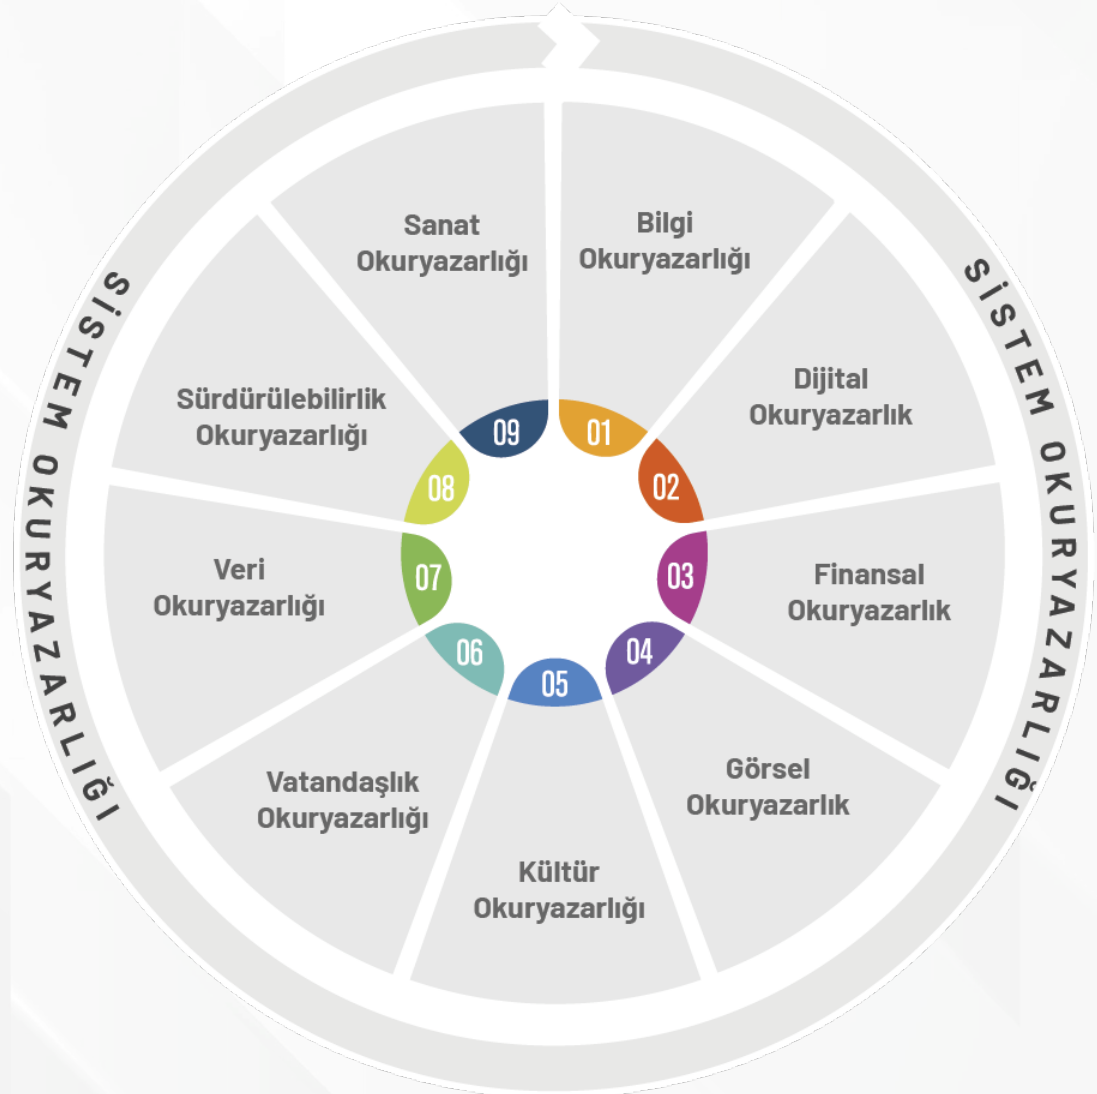 SİSTEM OKURYAZARLIĞI
SİSTEM OKURYAZARLIĞI
01
Bilgi
Okuryazarlığı
02
Dijital
Okuryazarlık
03
Finansal
Okuryazarlık
04
Görsel
Okuryazarlık
05
Kültür
Okuryazarlığı
06
Vatandaşlık
Okuryazarlığı
07
Veri
Okuryazarlığı
08
Sürdürülebilirlik
Okuryazarlığı
09
Sanat
Okuryazarlığı